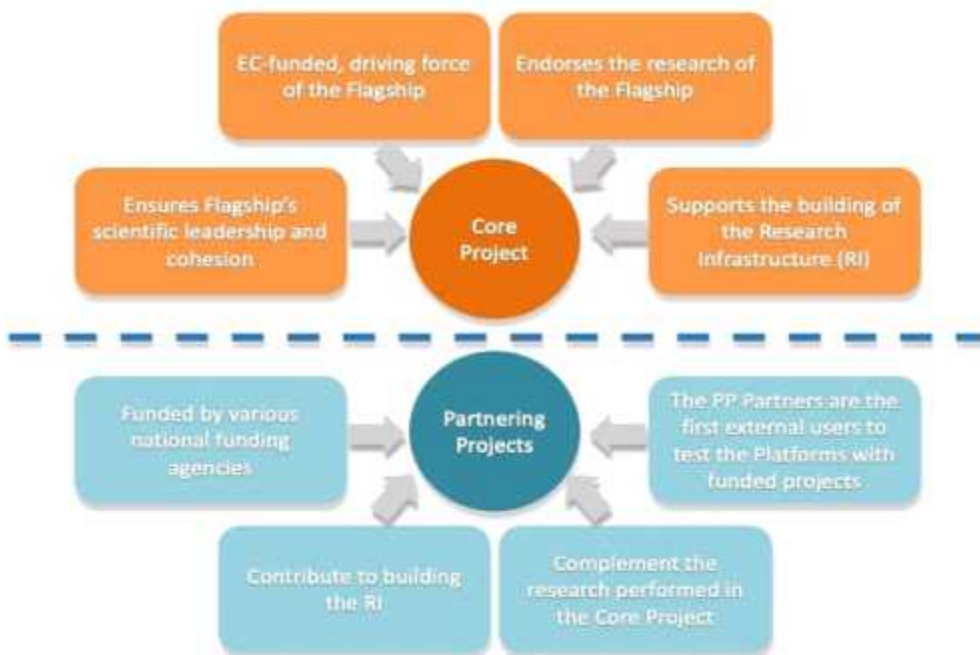 EC-funded, driving force
of the Flagship
Endorses the research of
the Flagship
Ensures Flagship's
scientific leadership and
cohesion
Core
Project
Supports the building of
the Research
Infrastructure (RI)
Funded by various
national funding
agencies
Partnering
Projects
The PP Partners are the
first external users to
test the Platforms with
funded projects
Contribute to building
the RI
Complement the
research performed in
the Core Project